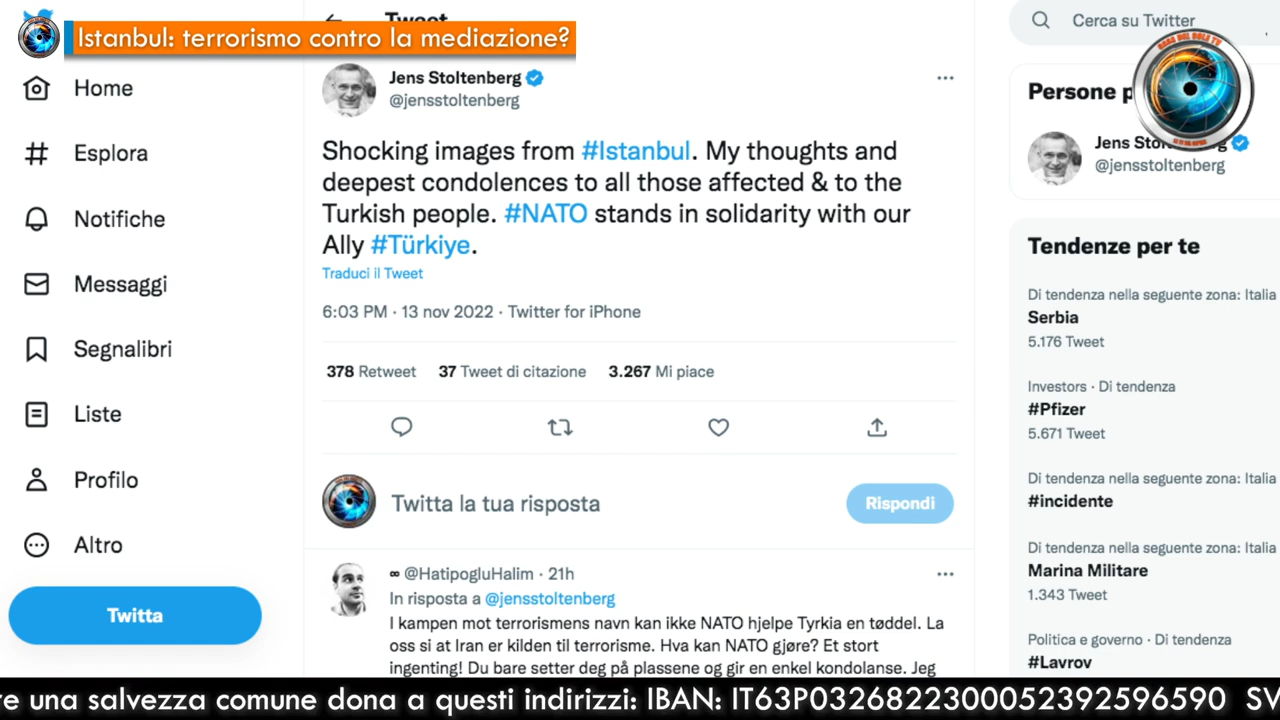 Tweet
Istanbul: terrorismo contro la mediazione?
Home
Esplora
Notifiche
Messaggi
Segnalibri
Liste
Profilo
Altro
Twitta
Jens Stoltenberg
@jensstoltenberg
Shocking images from #Istanbul. My thoughts and
deepest condolences to all those affected & to the
Turkish people. #NATO stands in solidarity with our
Ally #Türkiye.
Traduci il Tweet
6:03 PM · 13 nov 2022 · Twitter for iPhone
378 Retweet 37 Tweet di citazione 3.267 Mi piace
Twitta la tua risposta
Rispondi
∞ @HatipogluHalim · 21h
In risposta a @jensstoltenberg
I kampen mot terrorismens navn kan ikke NATO hjelpe Tyrkia en tøddel. La
oss si at Iran er kilden til terrorisme. Hva kan NATO gjøre? Et stort
ingenting! Du bare setter deg på plassene og gir en enkel kondolanse. Jeg
Cerca su Twitter
CASA DEL SOLE TV
Persone p
Jens Sto
@jensstoltenberg
Tendenze per te
Di tendenza nella seguente zona: Italia
Serbia
5.176 Tweet
Investors · Di tendenza
#Pfizer
5.671 Tweet
Di tendenza nella seguente zona: Italia
#incidente
Di tendenza nella seguente zona: Italia
Marina Militare
1.343 Tweet
Politica e governo · Di tendenza
#Lavrov
re una salvezza comune dona a questi indirizzi: IBAN: IT63P0326822300052392596590 SV